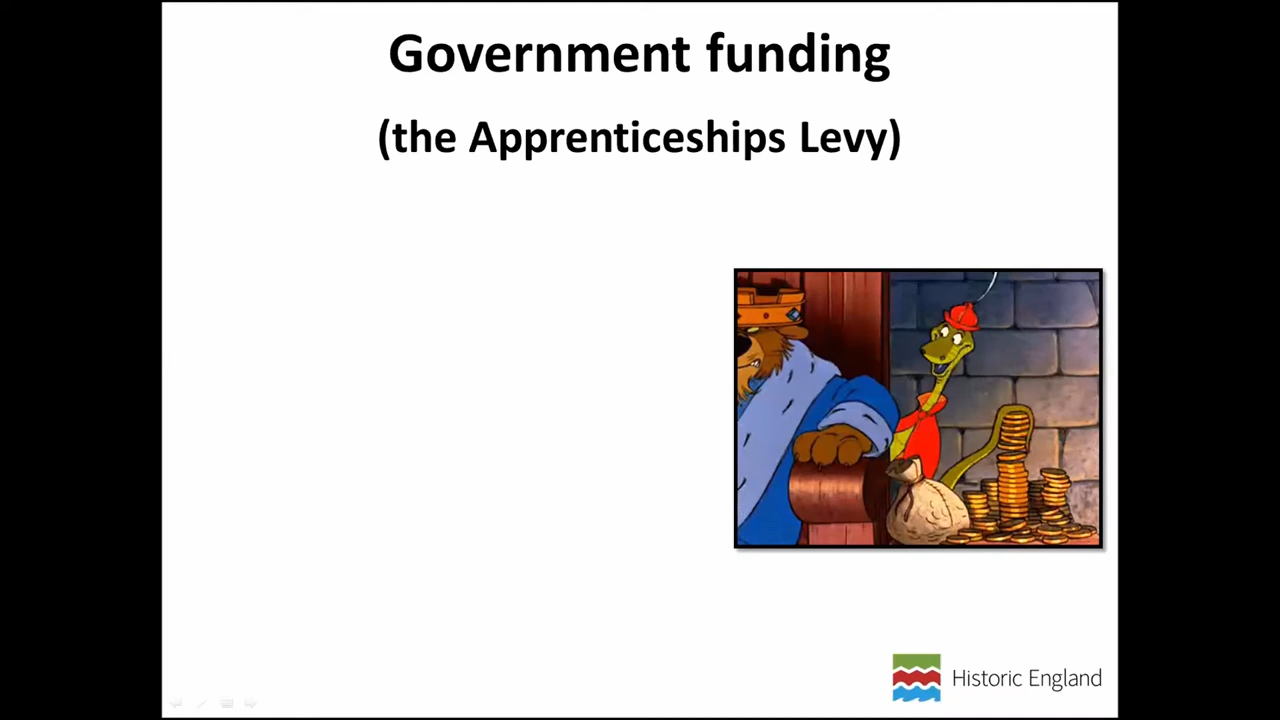 Government funding
(the Apprenticeships Levy)
Historic England